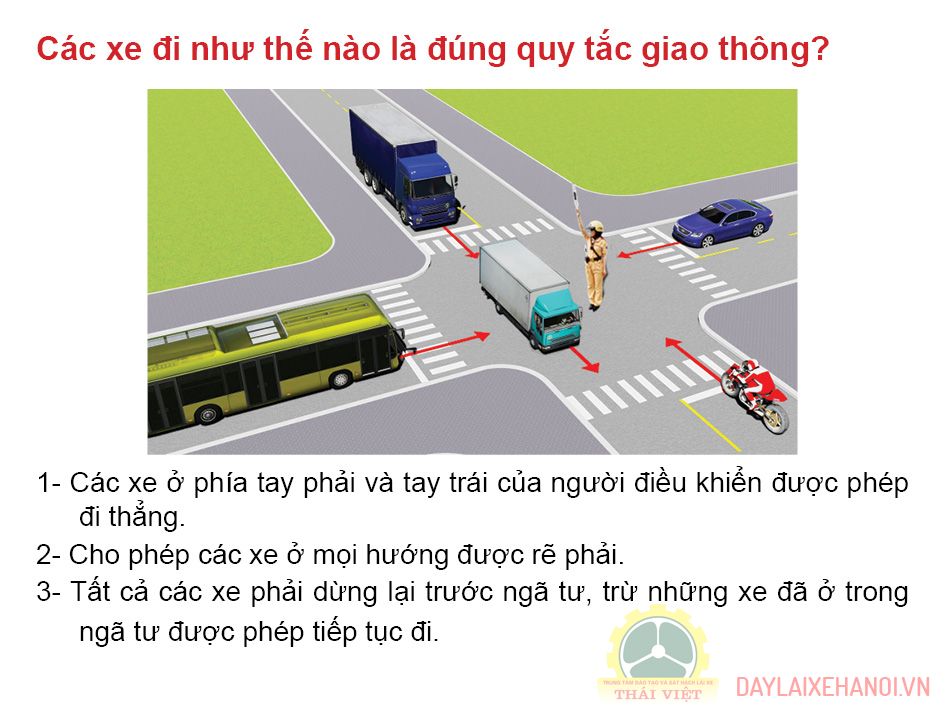 Các xe đi như thế nào là đúng quy tắc giao thông?
1- Các xe ở phía tay phải và tay trái của người điều khiển được phép
đi thẳng.
2- Cho phép các xe ở mọi hướng được rẽ phải.
3- Tất cả các xe phải dừng lại trước ngã tư, trừ những xe đã ở trong
ngã tư được phép tiếp tục đi.
TRUNG TÂM ĐÀO TẠO VÀ SÁT HẠCH LÁI XE
THÁI VIỆT
DAYLAIXEHANOI.VN